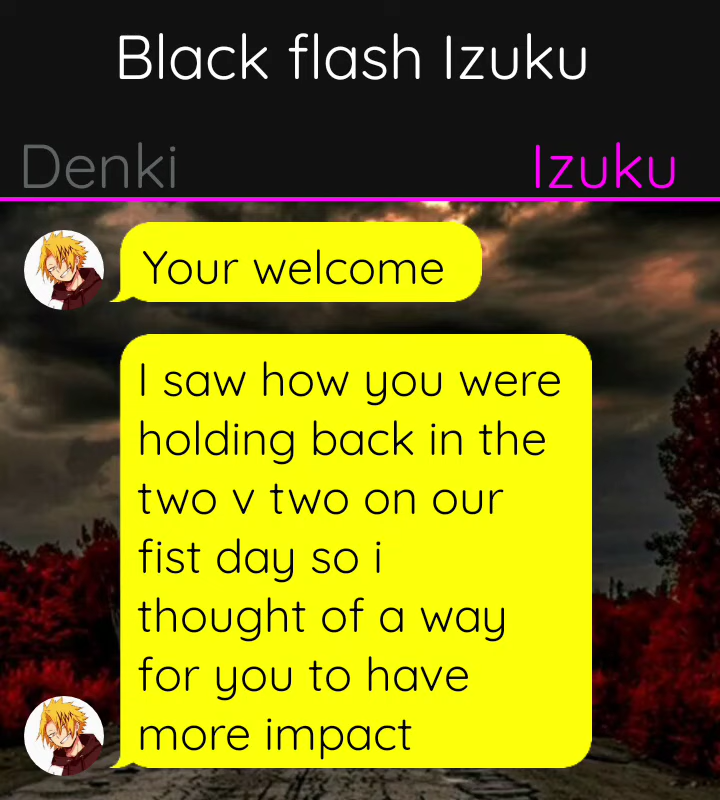 Black flash Izuku
Denki
Izuku
Your welcome
I saw how you were
holding back in the
two v two on our
fist day so i
thought of a way
for you to have
more impact